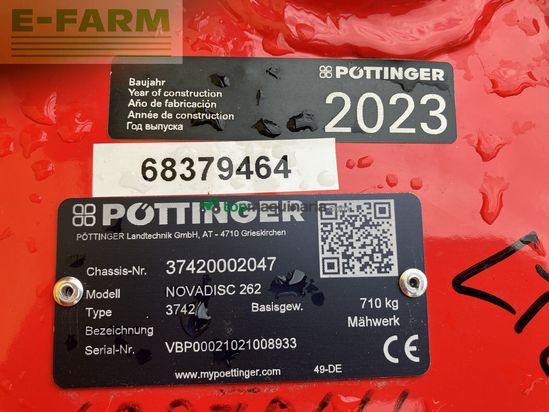 E-FARM
Baujahr
Year of construction
Año de fabricación
Année de construction
Год выпуска
PÖTTINGER
2023
68379464
PÖTTINGER
PÖTTINGER Landtechnik GmbH, AT - 4710 Grieskirchen
Chassis-Nr. 37420002047
Modell NOVADISC 262
Type 3742 Basisgew. 710 kg
Bezeichnung Mähwerk
Serial-Nr. VBP00021021008933
www.mypoettinger.com 49-DE
CE